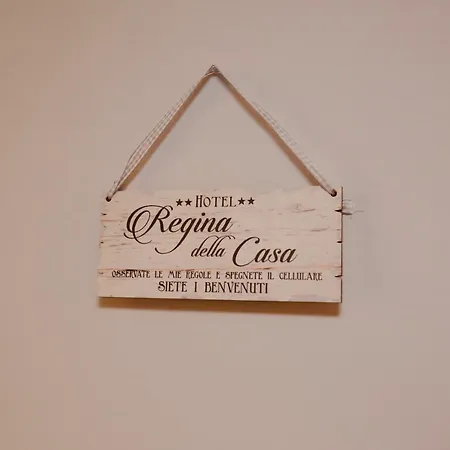 ★★ HOTEL ★★
Regina
della Casa
OSSERVATE LE MIE REGOLE E SPEGNETE IL CELLULARE
SIETE I BENVENUTI